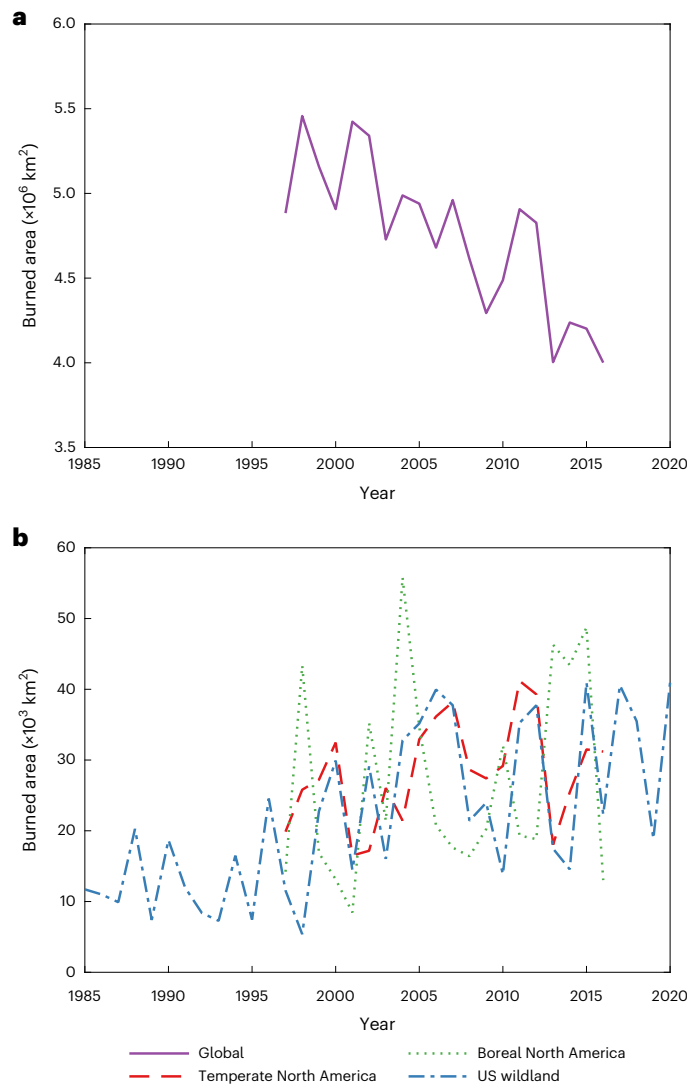 a
6.0
5.5
5.0
4.5
4.0
3.5
Burned area (×10⁶ km²)
1985 1990 1995 2000 2005 2010 2015 2020
Year
b
60
50
40
30
20
10
0
Burned area (×10³ km²)
1985 1990 1995 2000 2005 2010 2015 2020
Year
Global Boreal North America
Temperate North America US wildland